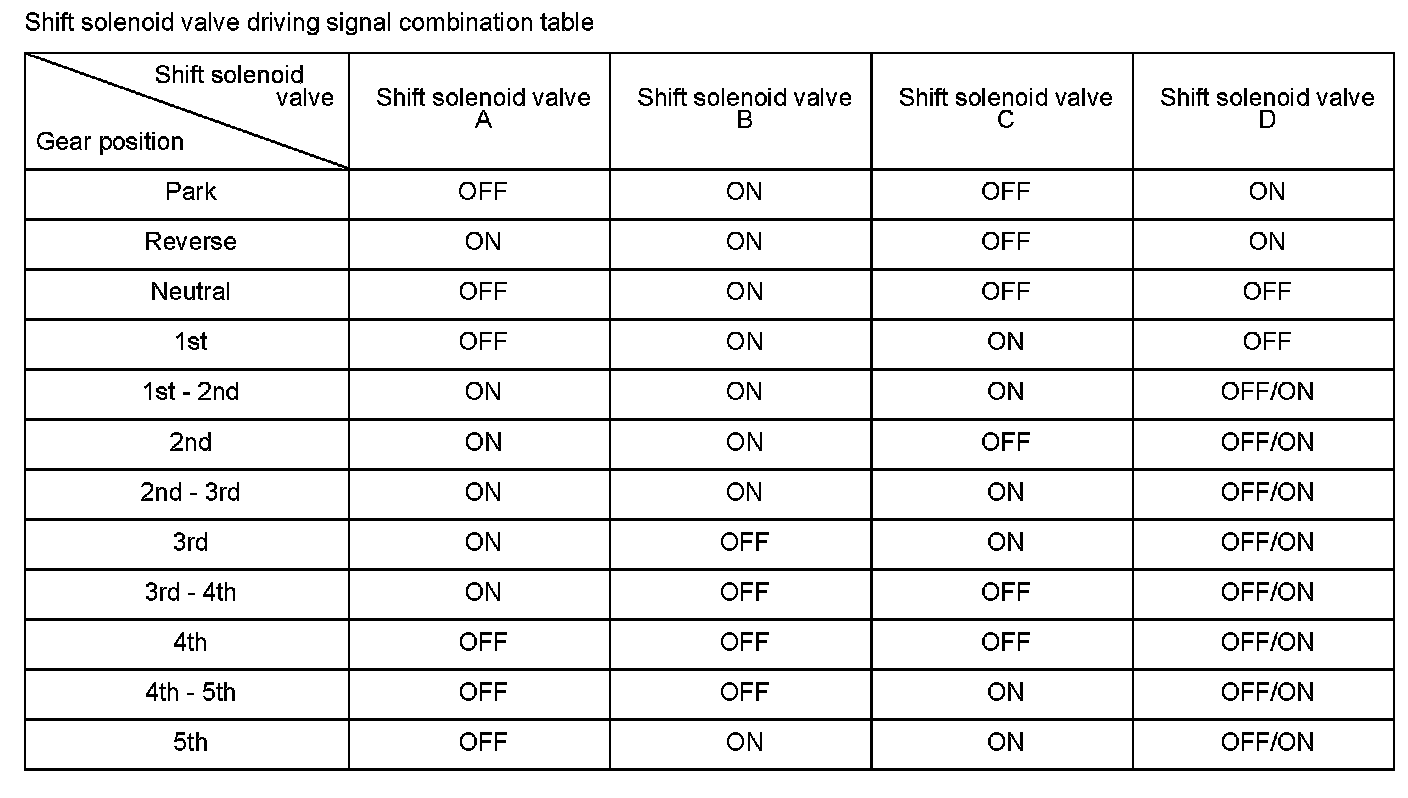 Shift solenoid valve driving signal combination table
Shift solenoid
valve
Gear position
Shift solenoid valve
A
Shift solenoid valve
B
Shift solenoid valve
C
Shift solenoid valve
D
Park OFF ON OFF ON
Reverse ON ON OFF ON
Neutral OFF ON OFF OFF
1st OFF ON ON OFF
1st - 2nd ON ON ON OFF/ON
2nd ON ON OFF OFF/ON
2nd - 3rd ON ON ON OFF/ON
3rd ON OFF ON OFF/ON
3rd - 4th ON OFF OFF OFF/ON
4th OFF OFF OFF OFF/ON
4th - 5th OFF OFF ON OFF/ON
5th OFF ON ON OFF/ON